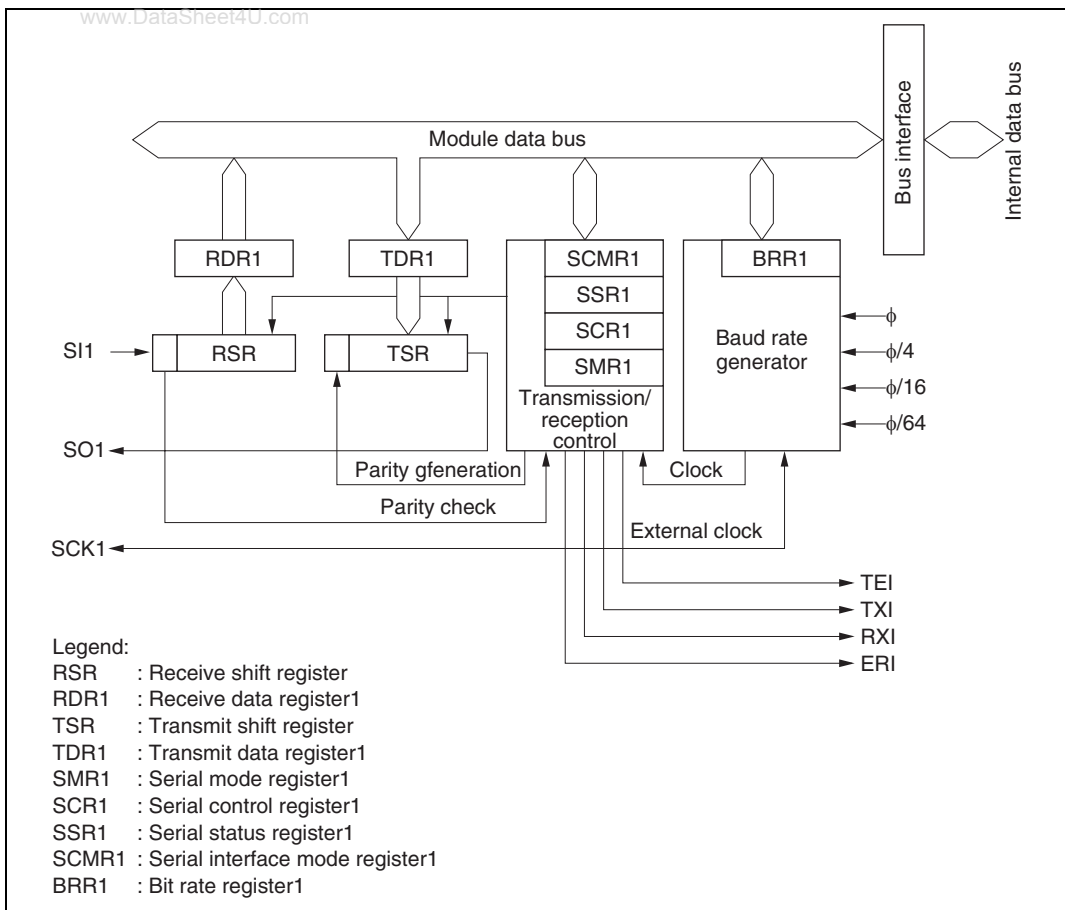 www.DataSheet4U.com
Module data bus
Bus interface
Internal data bus
RDR1
TDR1
SCMR1
SSR1
SCR1
SMR1
Transmission/
reception
control
BRR1
Baud rate
generator
ϕ
ϕ/4
ϕ/16
ϕ/64
SI1
RSR
TSR
SO1
Parity gfeneration
Clock
Parity check
External clock
SCK1
TEI
TXI
RXI
ERI
Legend:
RSR : Receive shift register
RDR1 : Receive data register1
TSR : Transmit shift register
TDR1 : Transmit data register1
SMR1 : Serial mode register1
SCR1 : Serial control register1
SSR1 : Serial status register1
SCMR1 : Serial interface mode register1
BRR1 : Bit rate register1